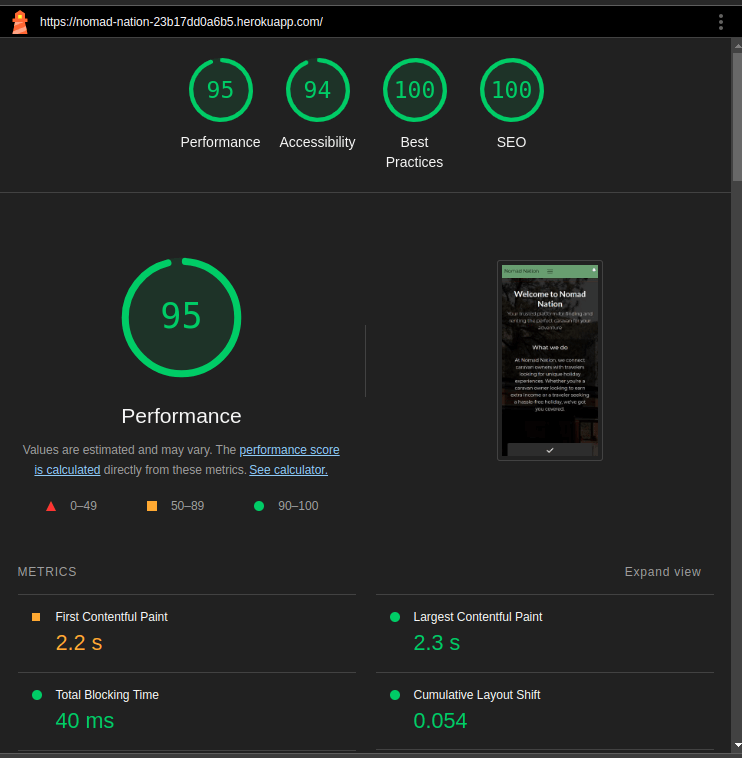 https://nomad-nation-23b17dd0a6b5.herokuapp.com/
95 94 100 100
Performance Accessibility Best Practices SEO
95
Performance
Values are estimated and may vary. The performance score
is calculated directly from these metrics. See calculator.
0–49 50–89 90–100
Nomad Nation
Welcome to Nomad
Nation
Your trusted platform for finding and
renting the perfect caravan for your
adventure
What we do
At Nomad Nation, we connect
caravan owners with travelers
looking for unique holiday
experiences. Whether you're a
caravan owner looking to earn
extra income or a traveler seeking
a hassle-free holiday, we've got
you covered.
METRICS
Expand view
First Contentful Paint
2.2 s
Largest Contentful Paint
2.3 s
Total Blocking Time
40 ms
Cumulative Layout Shift
0.054